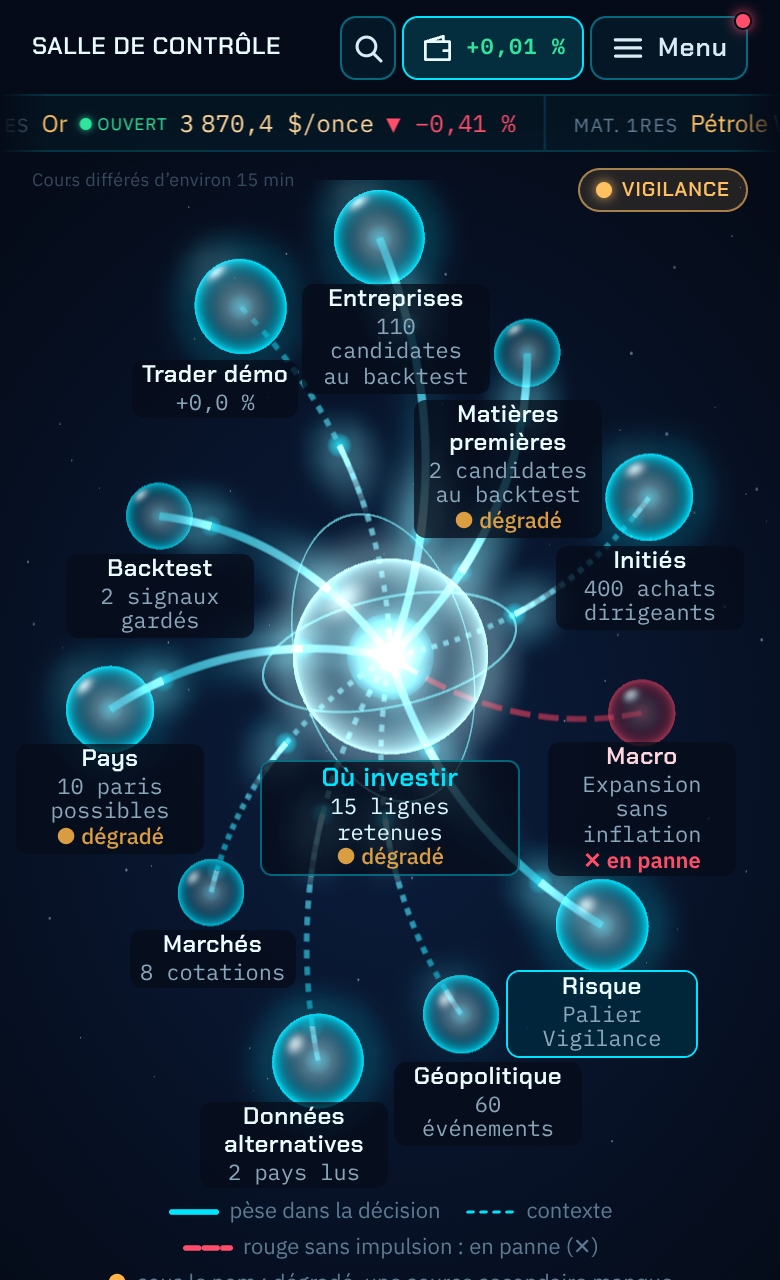 SALLE DE CONTRÔLE
+0,01 %
Menu
ES Or OUVERT 3 870,4 $/once ▼ −0,41 % MAT. 1RES Pétrole
Cours différés d’environ 15 min
VIGILANCE
Entreprises
110
candidates
au backtest
Trader démo
+0,0 %
Matières
premières
2 candidates
au backtest
dégradé
Initiés
400 achats
dirigeants
Backtest
2 signaux
gardés
Pays
10 paris
possibles
dégradé
Macro
Expansion
sans
inflation
✕ en panne
Où investir
15 lignes
retenues
dégradé
Marchés
8 cotations
Risque
Palier
Vigilance
Géopolitique
60
événements
Données
alternatives
2 pays lus
pèse dans la décision
contexte
rouge sans impulsion : en panne (✕)